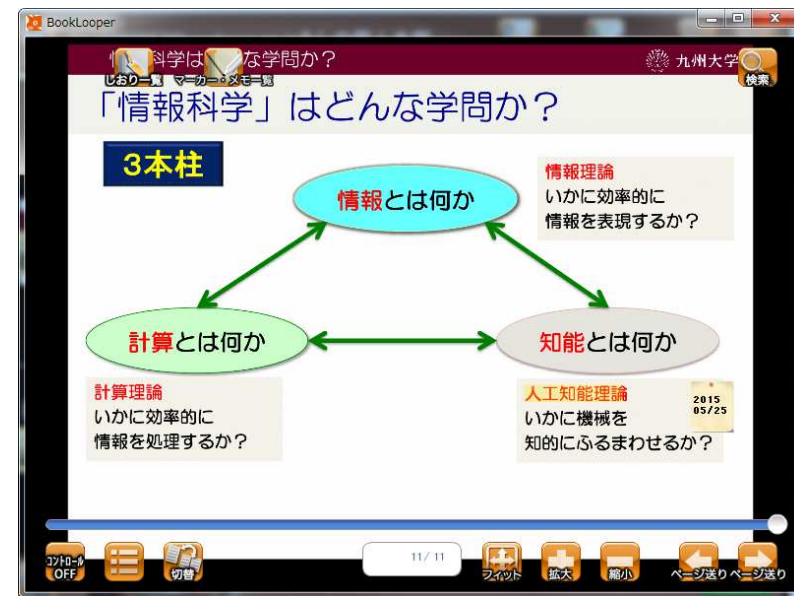 BookLooper
科学は
な学問か？
九州大学
しおり一覧
マーカー・メモ一覧
検索
「情報科学」はどんな学問か？
3本柱
情報とは何か
情報理論
いかに効率的に
情報を表現するか？
計算とは何か
知能とは何か
計算理論
いかに効率的に
情報を処理するか？
人工知能理論
いかに機械を
知的にふるまわせるか？
2015
05/25
コントロール
OFF
切替
11/ 11
フィット
拡大
縮小
ページ送り
ページ送り